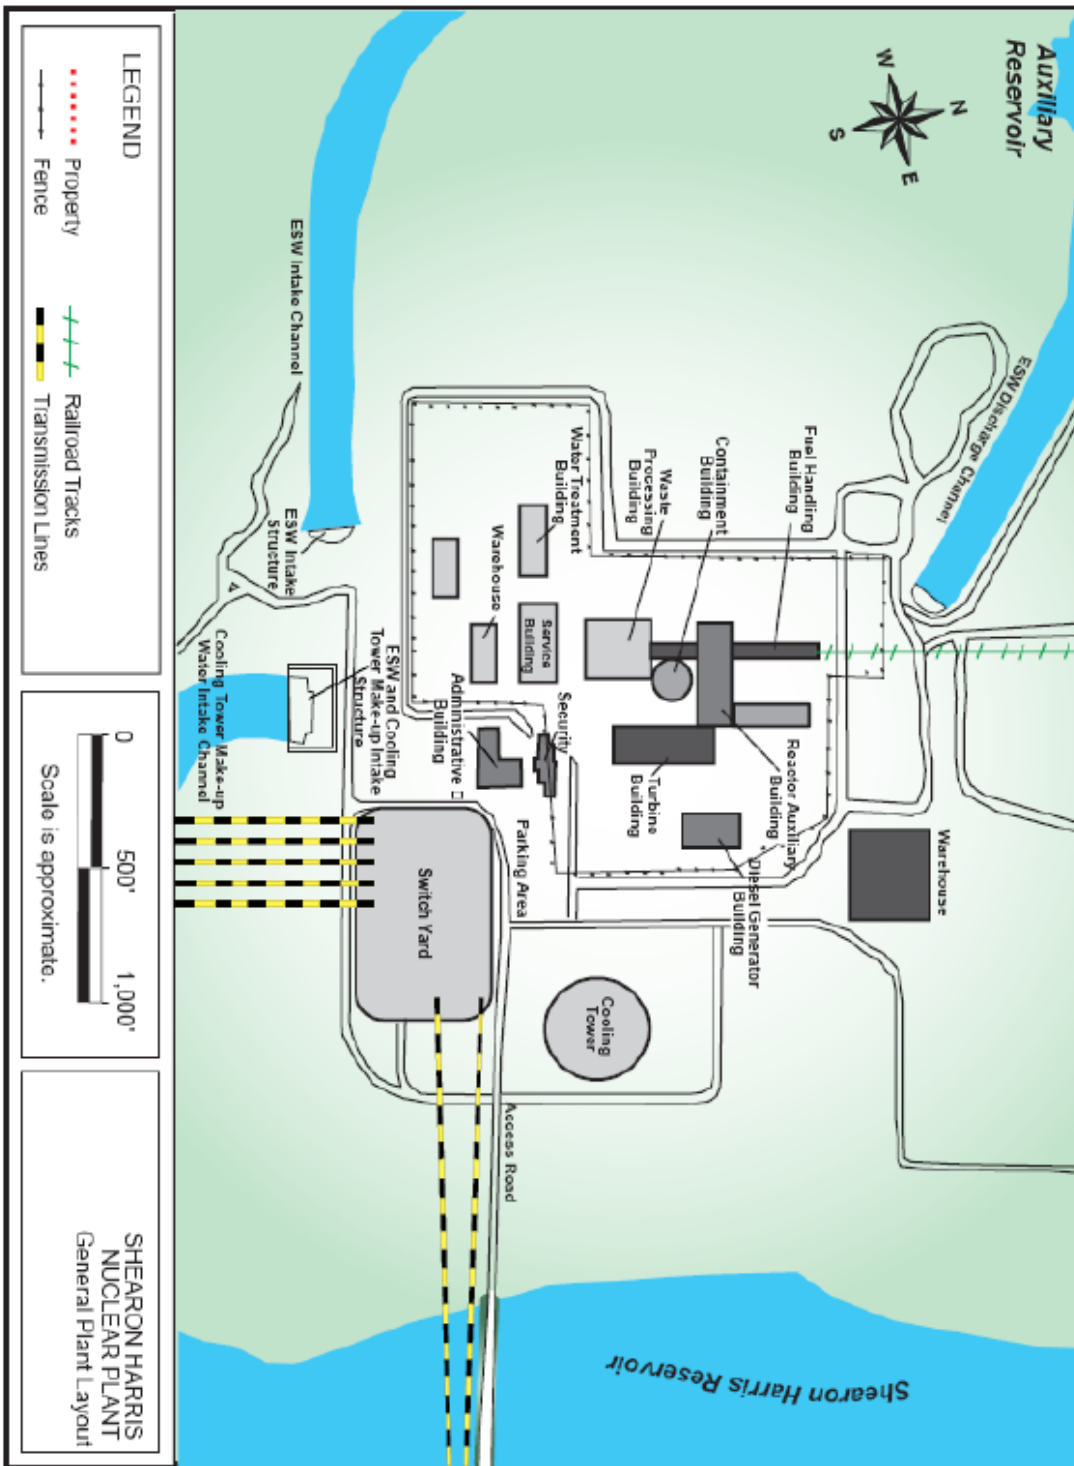 Auxiliary
Reservoir
W
N
S
E
ESW Discharge Channel
Fuel Handling
Building
Containment
Building
Waste
Processing
Building
Water Treatment
Building
Warehouse
Service
Building
Security
Administrative
Building
Turbine
Building
Reactor Auxiliary
Building
Diesel Generator
Building
Warehouse
Parking Area
Switch Yard
Cooling
Tower
Access Road
Shearon Harris Reservoir
ESW Intake Channel
ESW Intake
Structure
ESW and Cooling
Tower Make-up Intake
Structure
Cooling Tower Make-up
Water Intake Channel
LEGEND
Property
Railroad Tracks
Fence
Transmission Lines
0
500'
1,000'
Scale is approximate.
SHEARON HARRIS
NUCLEAR PLANT
General Plant Layout